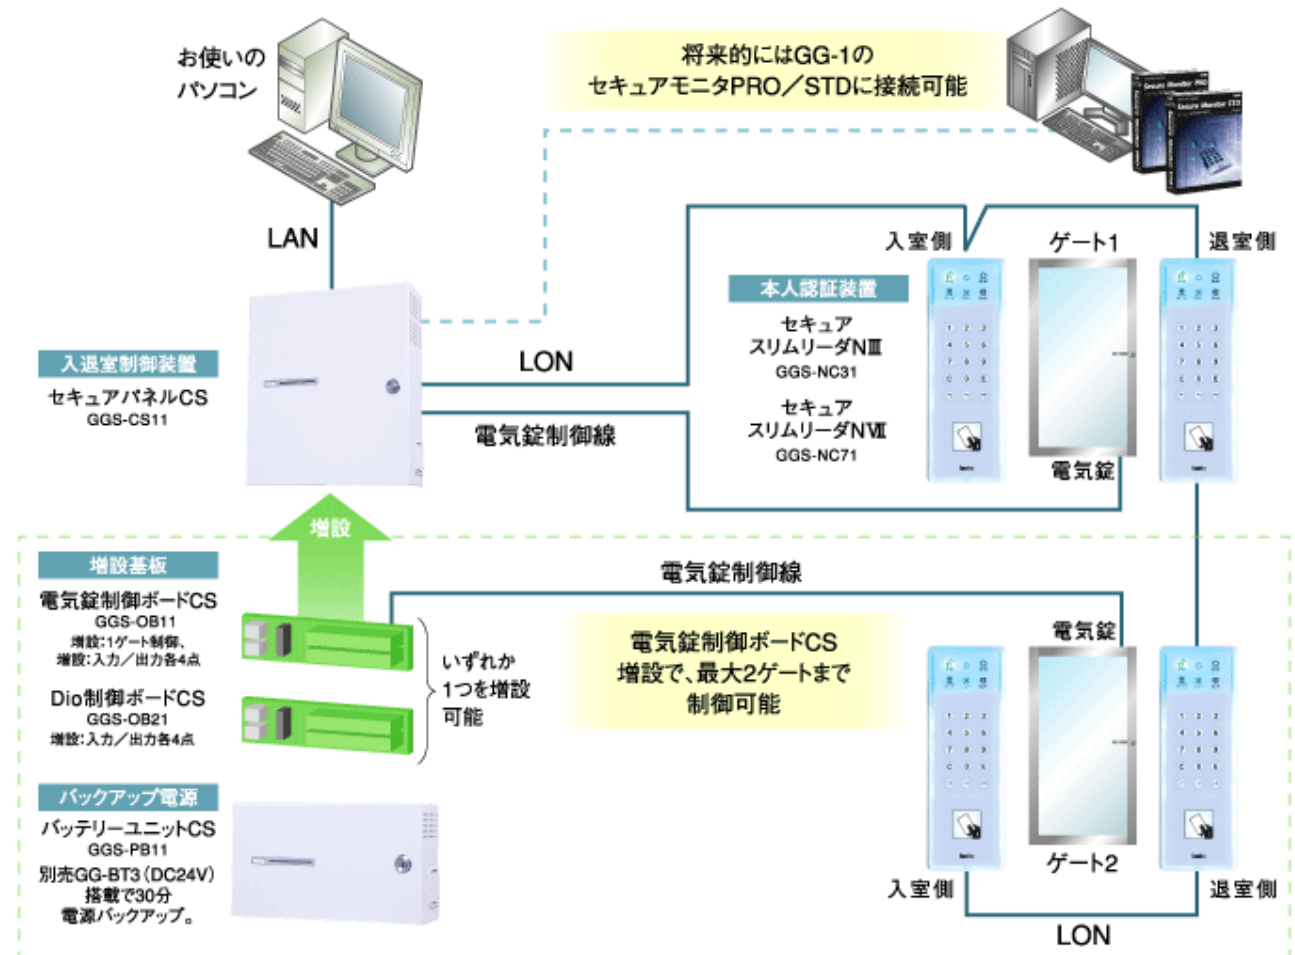 お使いの
パソコン
将来的にはGG-1の
セキュアモニタPRO／STDに接続可能
Secure Monitor STD
LAN
入室側
ゲート1
退室側
本人認証装置
セキュア
スリムリーダNⅢ
GGS-NC31
セキュア
スリムリーダNⅦ
GGS-NC71
LON
入退室制御装置
セキュアパネルCS
GGS-CS11
電気錠制御線
電気錠
増設
増設基板
電気錠制御ボードCS
GGS-OB11
増設：1ゲート制御、
増設：入力／出力各4点
Dio制御ボードCS
GGS-OB21
増設：入力／出力各4点
いずれか
1つを増設
可能
電気錠制御線
電気錠制御ボードCS
増設で、最大2ゲートまで
制御可能
電気錠
バックアップ電源
バッテリーユニットCS
GGS-PB11
別売GG-BT3（DC24V）
搭載で30分
電源バックアップ。
ゲート2
入室側
退室側
LON